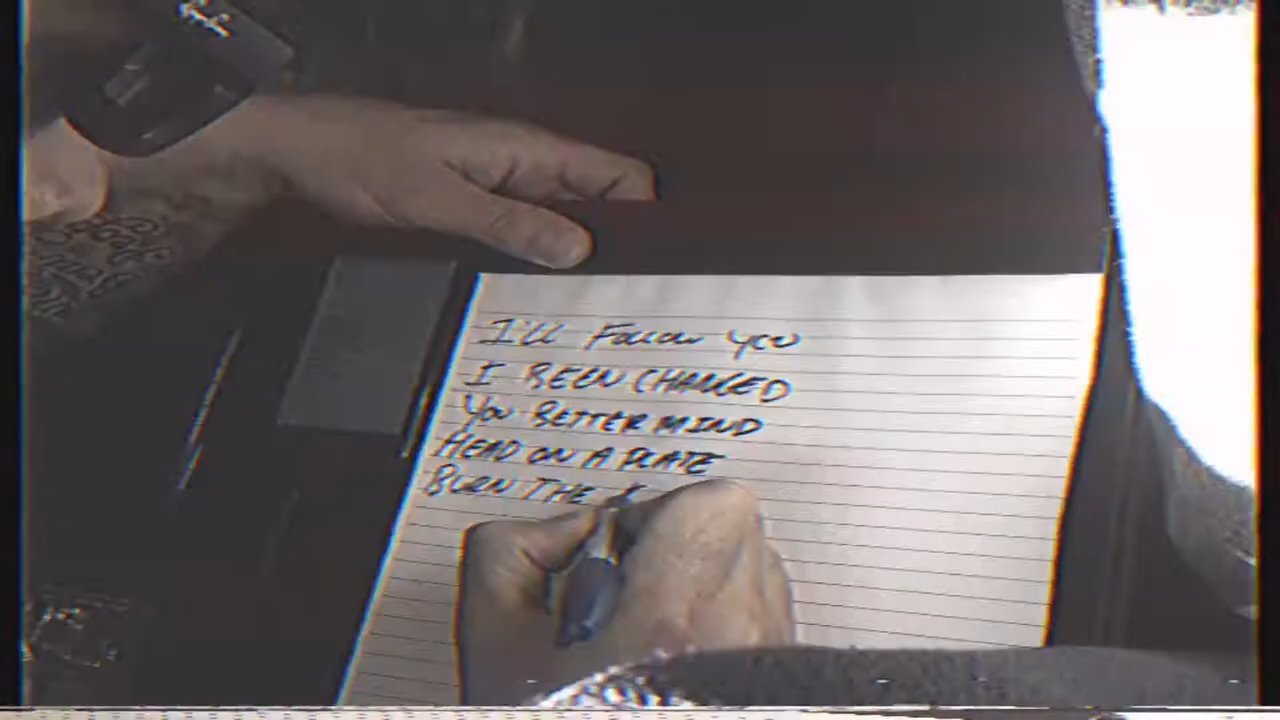 I'LL FOLLOW YOU
I BEEN CHANGED
YOU BETTER MIND
HEAD ON A PLATE
BURN THE